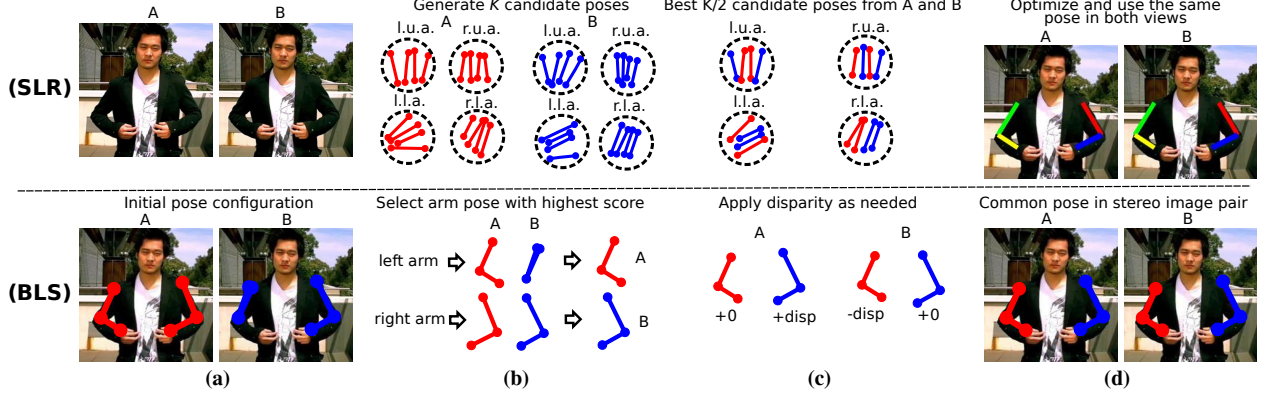 Generate K candidate poses
Best K/2 candidate poses from A and B
Optimize and use the same
pose in both views
A B
A B
A B
l.u.a. r.u.a. l.u.a. r.u.a.
l.u.a. r.u.a.
(SLR)
l.l.a. r.l.a. l.l.a. r.l.a.
l.l.a. r.l.a.
Initial pose configuration
Select arm pose with highest score
Apply disparity as needed
Common pose in stereo image pair
A B
A B
A B
A B
left arm
A
(BLS)
right arm
B
+0 +disp -disp +0
(a) (b) (c) (d)